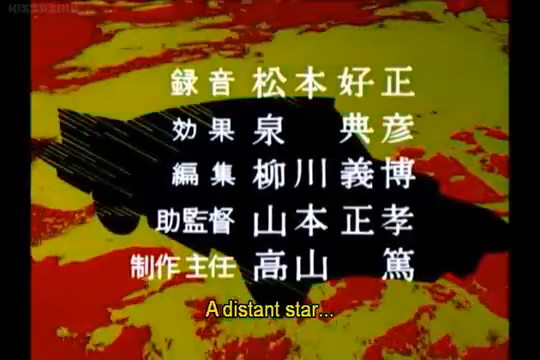 録音 松本好正
効果 泉 典彦
編集 柳川義博
助監督 山本正孝
制作主任 高山 篤
A distant star...